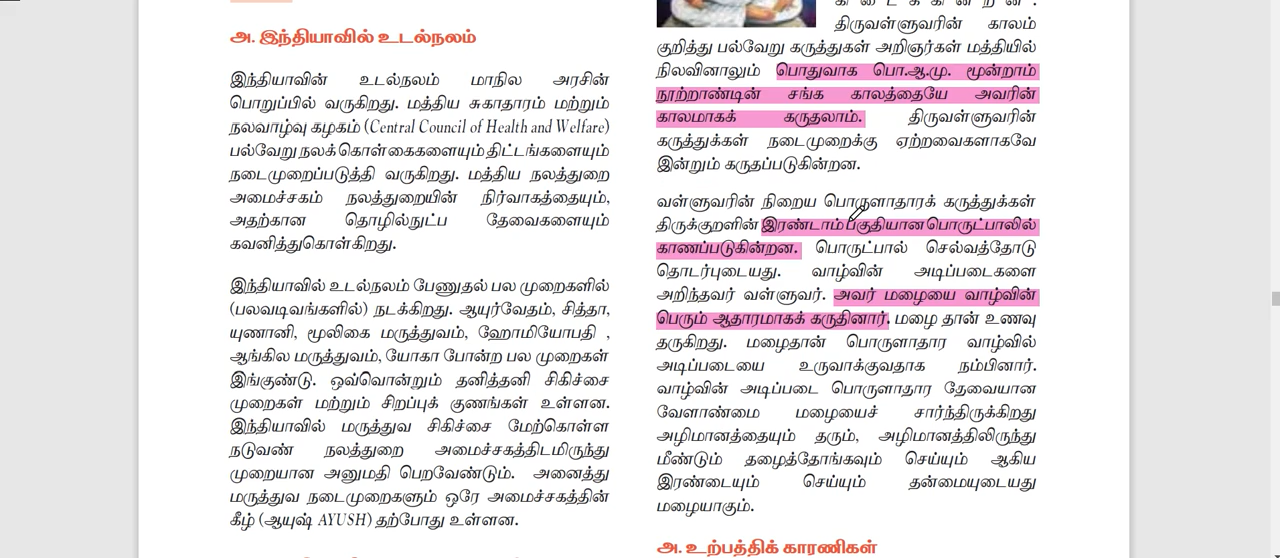 அ. இந்தியாவில் உடல்நலம்
இந்தியாவின் உடல்நலம் மாநில அரசின்
பொறுப்பில் வருகிறது. மத்திய சுகாதாரம் மற்றும்
நலவாழ்வு கழகம் (Central Council of Health and Welfare)
பல்வேறு நலக்கொள்கைகளையும் திட்டங்களையும்
நடைமுறைப்படுத்தி வருகிறது. மத்திய நலத்துறை
அமைச்சகம் நலத்துறையின் நிர்வாகத்தையும்,
அதற்கான தொழில்நுட்ப தேவைகளையும்
கவனித்துகொள்கிறது.
இந்தியாவில் உடல்நலம் பேணுதல் பல முறைகளில்
(பலவடிவங்களில்) நடக்கிறது. ஆயுர்வேதம், சித்தா,
யுணானி, மூலிகை மருத்துவம், ஹோமியோபதி ,
ஆங்கில மருத்துவம், யோகா போன்ற பல முறைகள்
இங்குண்டு. ஒவ்வொன்றும் தனித்தனி சிகிச்சை
முறைகள் மற்றும் சிறப்புக் குணங்கள் உள்ளன.
இந்தியாவில் மருத்துவ சிகிச்சை மேற்கொள்ள
நடுவண் நலத்துறை அமைச்சகத்திடமிருந்து
முறையான அனுமதி பெறவேண்டும். அனைத்து
மருத்துவ நடைமுறைகளும் ஒரே அமைச்சகத்தின்
கீழ் (ஆயுஷ் AYUSH) தற்போது உள்ளன.
கிடைக்கின்றன.
திருவள்ளுவரின் காலம்
குறித்து பல்வேறு கருத்துகள் அறிஞர்கள் மத்தியில்
நிலவினாலும் பொதுவாக பொ.ஆ.மு. மூன்றாம்
நூற்றாண்டின் சங்க காலத்தையே அவரின்
காலமாகக் கருதலாம். திருவள்ளுவரின்
கருத்துக்கள் நடைமுறைக்கு ஏற்றவைகளாகவே
இன்றும் கருதப்படுகின்றன.
வள்ளுவரின் நிறைய பொருளாதாரக் கருத்துக்கள்
திருக்குறளின் இரண்டாம் பகுதியான பொருட்பாலில்
காணப்படுகின்றன. பொருட்பால் செல்வத்தோடு
தொடர்புடையது. வாழ்வின் அடிப்படைகளை
அறிந்தவர் வள்ளுவர். அவர் மழையை வாழ்வின்
பெரும் ஆதாரமாகக் கருதினார். மழை தான் உணவு
தருகிறது. மழைதான் பொருளாதார வாழ்வில்
அடிப்படையை உருவாக்குவதாக நம்பினார்.
வாழ்வின் அடிப்படை பொருளாதார தேவையான
வேளாண்மை மழையைச் சார்ந்திருக்கிறது
அழிமானத்தையும் தரும், அழிமானத்திலிருந்து
மீண்டும் தழைத்தோங்கவும் செய்யும் ஆகிய
இரண்டையும் செய்யும் தன்மையுடையது
மழையாகும்.
அ. உற்பத்திக் காரணிகள்